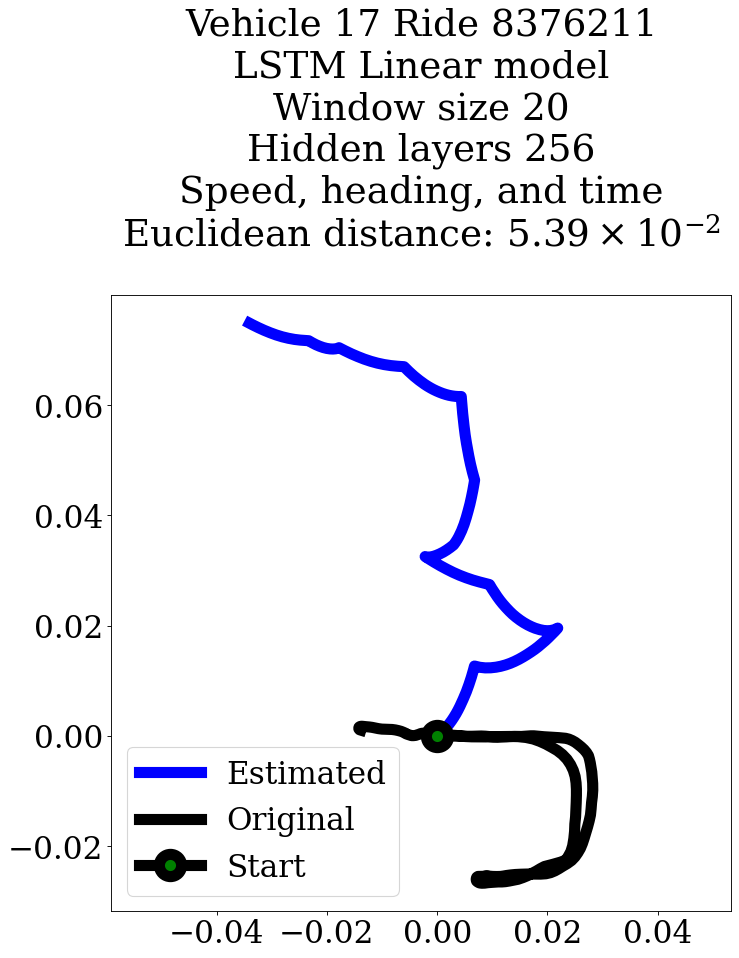 Vehicle 17 Ride 8376211
LSTM Linear model
Window size 20
Hidden layers 256
Speed, heading, and time
Euclidean distance: 5.39 × 10⁻²
0.06
0.04
0.02
0.00
−0.02
Estimated
Original
Start
−0.04 −0.02 0.00 0.02 0.04